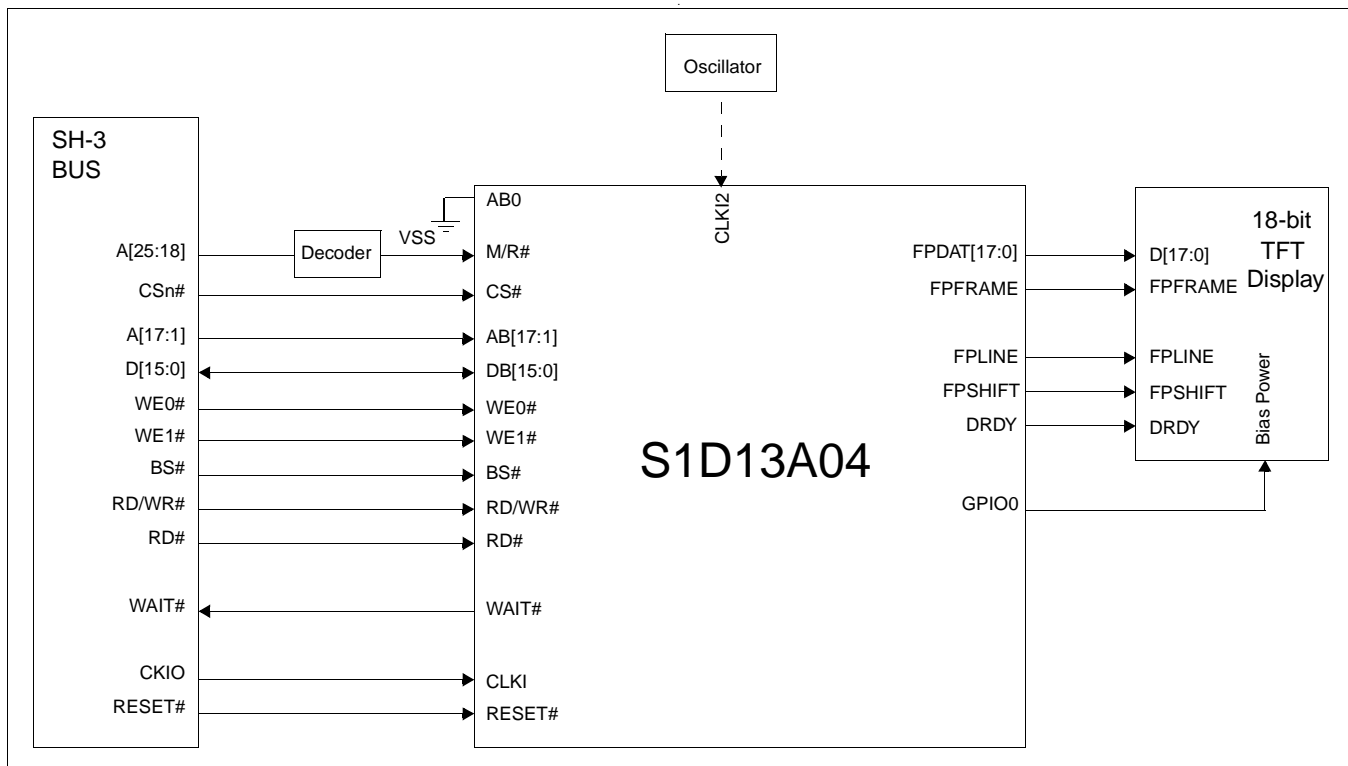 Oscillator
SH-3
BUS
A[25:18]
CSn#
A[17:1]
D[15:0]
WE0#
WE1#
BS#
RD/WR#
RD#
WAIT#
CKIO
RESET#
Decoder
VSS
AB0
M/R#
CS#
AB[17:1]
DB[15:0]
WE0#
WE1#
BS#
RD/WR#
RD#
WAIT#
CLKI
RESET#
CLKI2
S1D13A04
FPDAT[17:0]
FPFRAME
FPLINE
FPSHIFT
DRDY
GPIO0
18-bit
TFT
Display
D[17:0]
FPFRAME
FPLINE
FPSHIFT
DRDY
Bias Power